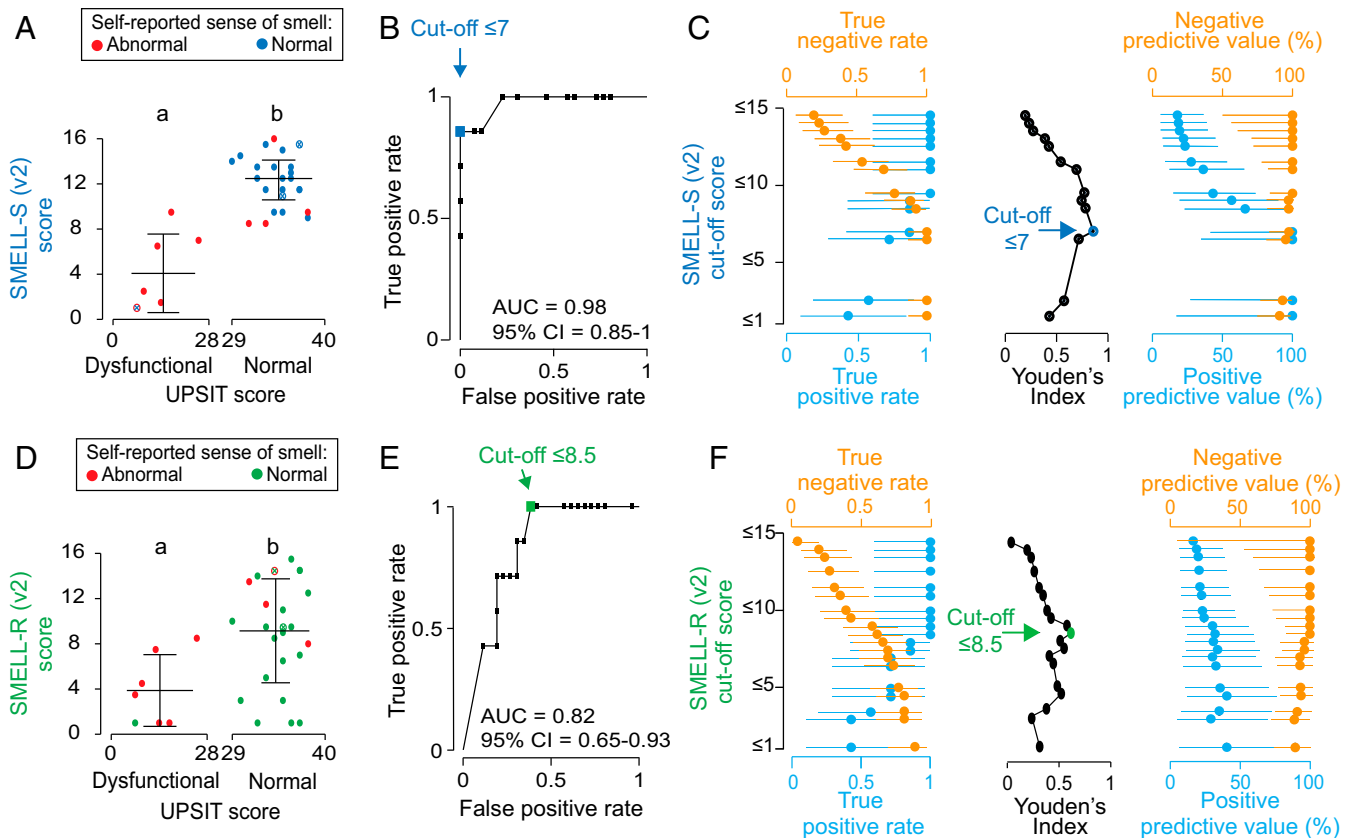 A
Self-reported sense of smell:
Abnormal Normal
a b
SMELL-S (v2)
score
16
12
8
4
0
0 28 29 40
Dysfunctional Normal
UPSIT score
B
Cut-off ≤7
True positive rate
1
0.5
0
AUC = 0.98
95% CI = 0.85-1
0 0.5 1
False positive rate
C
True
negative rate
0 0.5 1
Negative
predictive value (%)
0 50 100
SMELL-S (v2)
cut-off score
≤15
≤10
≤5
≤1
Cut-off
≤7
0 0.5 1
True
positive rate
0 0.5 1
Youden's
Index
0 50 100
Positive
predictive value (%)
D
Self-reported sense of smell:
Abnormal Normal
a b
SMELL-R (v2)
score
16
12
8
4
0
0 28 29 40
Dysfunctional Normal
UPSIT score
E
Cut-off ≤8.5
True positive rate
1
0.5
0
AUC = 0.82
95% CI = 0.65-0.93
0 0.5 1
False positive rate
F
True
negative rate
0 0.5 1
Negative
predictive value (%)
0 50 100
SMELL-R (v2)
cut-off score
≤15
≤10
≤5
≤1
Cut-off
≤8.5
0 0.5 1
True
positive rate
0 0.5 1
Youden's
Index
0 50 100
Positive
predictive value (%)